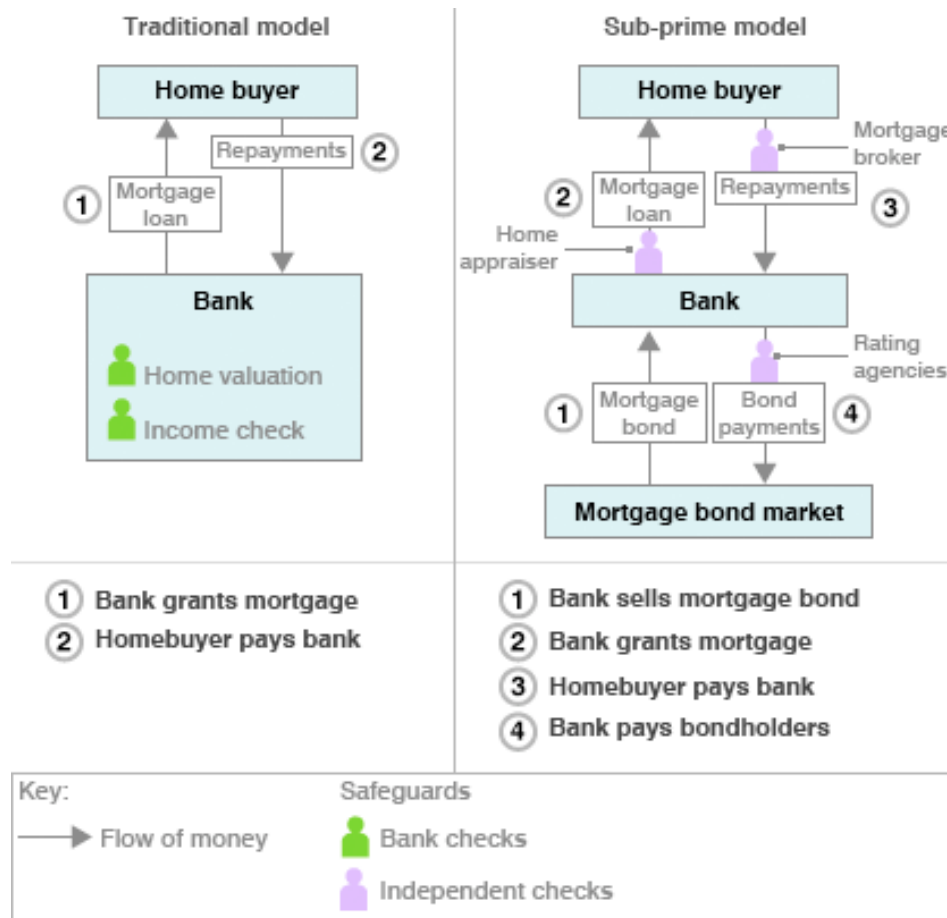 Traditional model
Home buyer
Repayments
2
1
Mortgage
loan
Bank
Home valuation
Income check
1 Bank grants mortgage
2 Homebuyer pays bank
Sub-prime model
Home buyer
Mortgage
broker
2
Mortgage
loan
Repayments
3
Home
appraiser
Bank
Rating
agencies
1
Mortgage
bond
Bond
payments
4
Mortgage bond market
1 Bank sells mortgage bond
2 Bank grants mortgage
3 Homebuyer pays bank
4 Bank pays bondholders
Key:
Flow of money
Safeguards
Bank checks
Independent checks